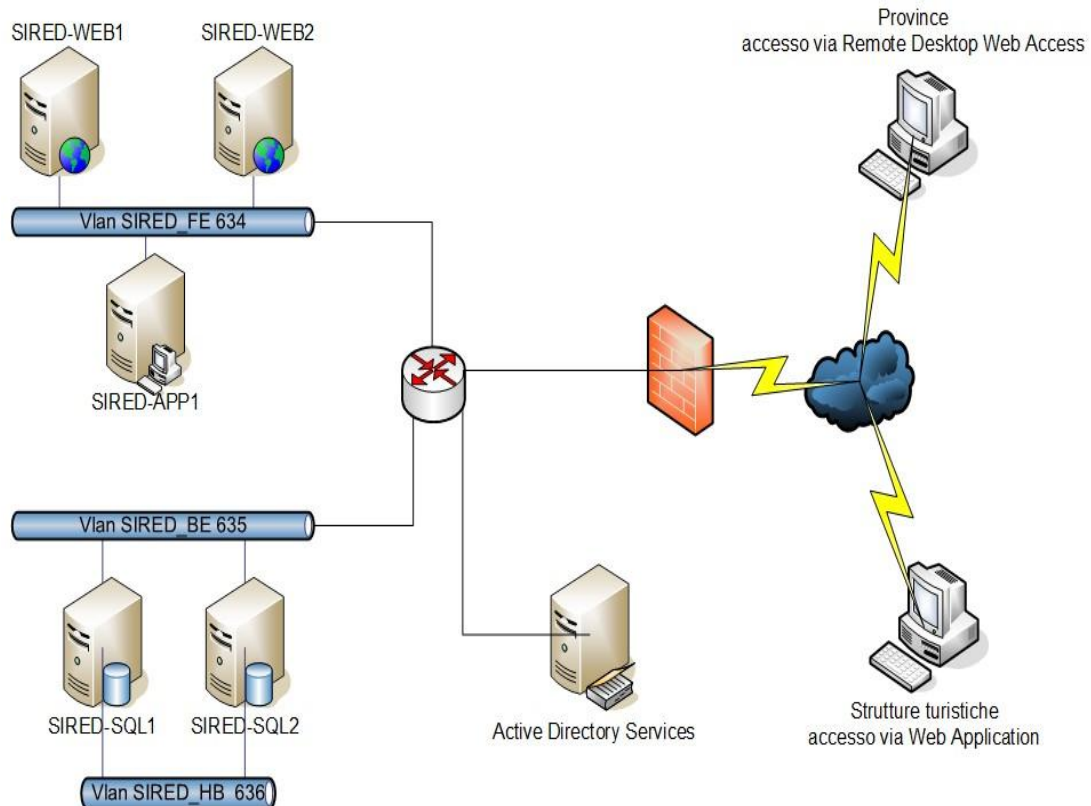 SIRED-WEB1
SIRED-WEB2
Province
accesso via Remote Desktop Web Access
Vlan SIRED_FE 634
SIRED-APP1
Vlan SIRED_BE 635
SIRED-SQL1
SIRED-SQL2
Active Directory Services
Strutture turistiche
accesso via Web Application
Vlan SIRED_HB 636